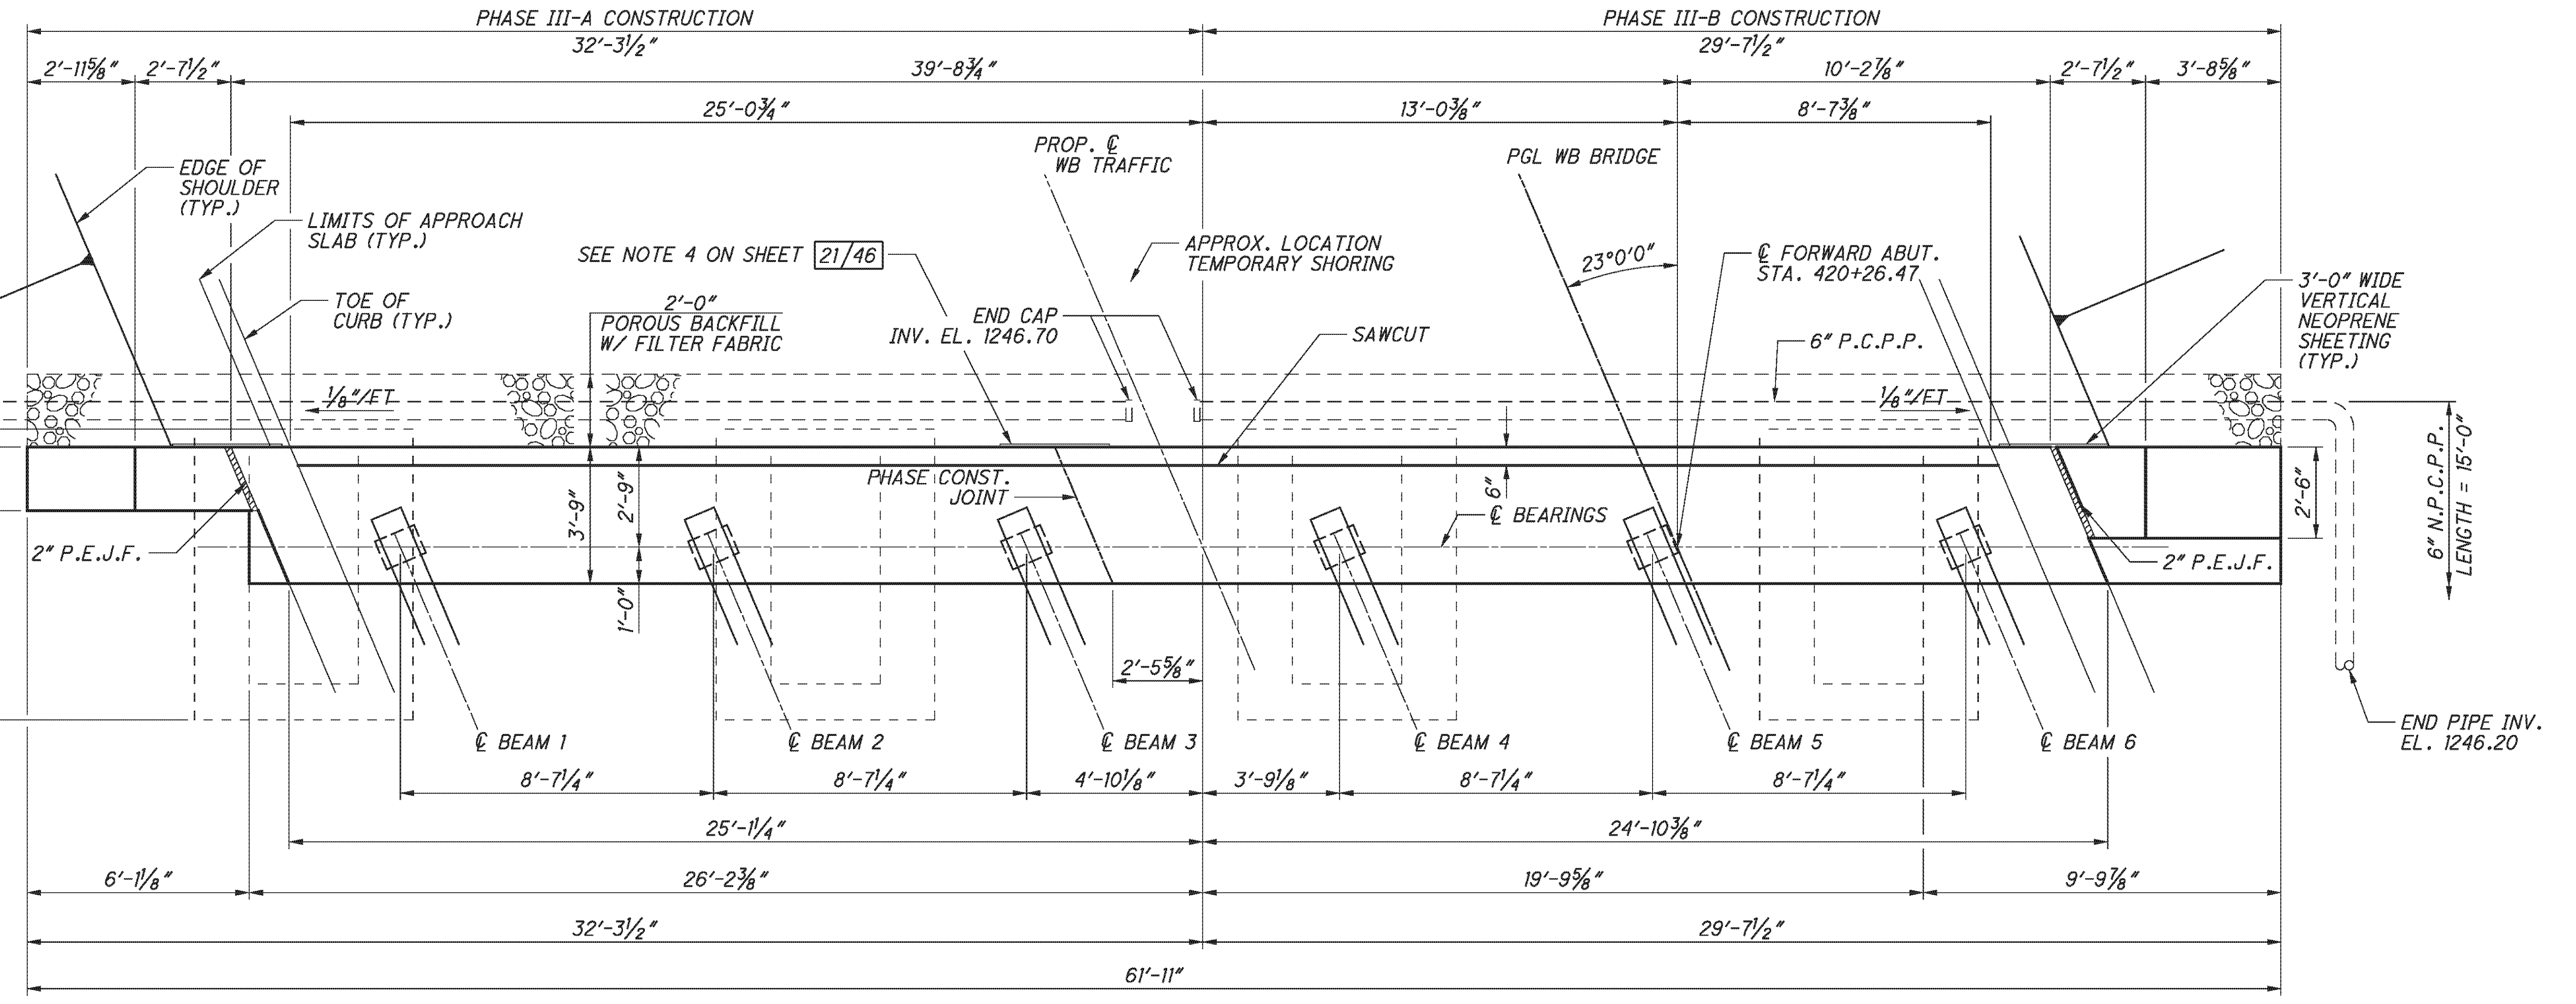 PHASE III-A CONSTRUCTION
32'-3½"
PHASE III-B CONSTRUCTION
29'-7½"
2'-11⅝"
2'-7½"
39'-8¾"
10'-2⅞"
2'-7½"
3'-8⅝"
25'-0¾"
13'-0⅜"
8'-7⅜"
EDGE OF
SHOULDER
(TYP.)
LIMITS OF APPROACH
SLAB (TYP.)
TOE OF
CURB (TYP.)
SEE NOTE 4 ON SHEET 21/46
2'-0"
POROUS BACKFILL
W/ FILTER FABRIC
END CAP
INV. EL. 1246.70
PROP. ℄
WB TRAFFIC
APPROX. LOCATION
TEMPORARY SHORING
SAWCUT
PGL WB BRIDGE
23°0'0"
℄ FORWARD ABUT.
STA. 420+26.47
6" P.C.P.P.
3'-0" WIDE
VERTICAL
NEOPRENE
SHEETING
(TYP.)
⅛"/FT
⅛"/FT
PHASE CONST.
JOINT
3'-9"
2'-9"
1'-0"
6"
℄ BEARINGS
2" P.E.J.F.
2" P.E.J.F.
2'-6"
6" N.P.C.P.P.
LENGTH = 15'-0"
2'-5⅝"
END PIPE INV.
EL. 1246.20
℄ BEAM 1
℄ BEAM 2
℄ BEAM 3
℄ BEAM 4
℄ BEAM 5
℄ BEAM 6
8'-7¼"
8'-7¼"
4'-10⅛"
3'-9⅛"
8'-7¼"
8'-7¼"
25'-1¼"
24'-10⅜"
6'-1⅛"
26'-2⅜"
19'-9⅝"
9'-9⅞"
32'-3½"
29'-7½"
61'-11"